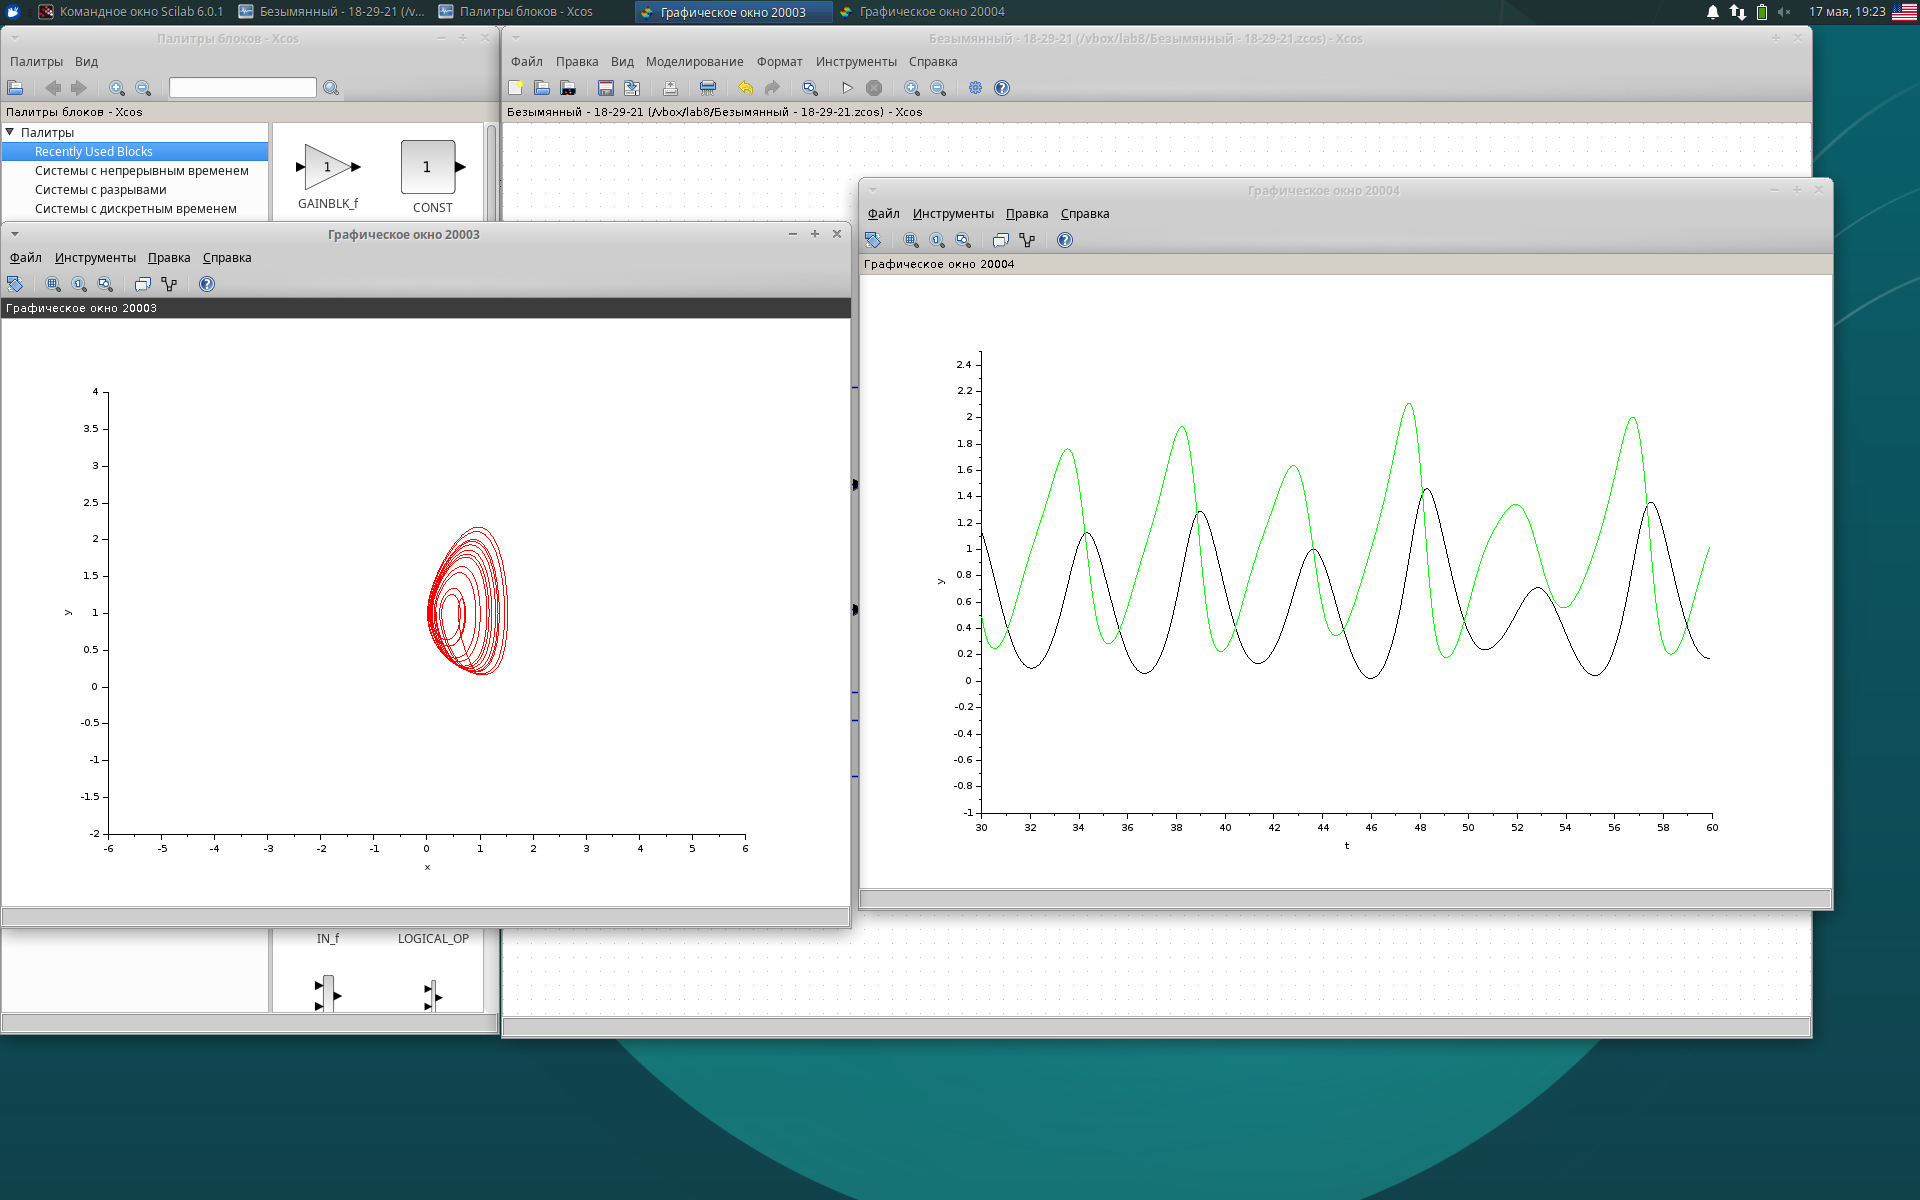 Командное окно Scilab 6.0.1
Безымянный - 18-29-21 (/v...
Палитры блоков - Xcos
Графическое окно 20003
Графическое окно 20004
17 мая, 19:23
Палитры блоков - Xcos
Палитры Вид
Палитры блоков - Xcos
Палитры
Recently Used Blocks
Системы с непрерывным временем
Системы с разрывами
Системы с дискретным временем
1
GAINBLK_f
1
CONST
IN_f
LOGICAL_OP
Безымянный - 18-29-21 (/vbox/lab8/Безымянный - 18-29-21.zcos) - Xcos
Файл Правка Вид Моделирование Формат Инструменты Справка
Безымянный - 18-29-21 (/vbox/lab8/Безымянный - 18-29-21.zcos) - Xcos
Графическое окно 20003
Файл Инструменты Правка Справка
Графическое окно 20003
4
3.5
3
2.5
2
1.5
y
1
0.5
0
-0.5
-1
-1.5
-2
-6 -5 -4 -3 -2 -1 0 1 2 3 4 5 6
x
Графическое окно 20004
Файл Инструменты Правка Справка
Графическое окно 20004
2.4
2.2
2
1.8
1.6
1.4
1.2
1
y
0.8
0.6
0.4
0.2
0
-0.2
-0.4
-0.6
-0.8
-1
30 32 34 36 38 40 42 44 46 48 50 52 54 56 58 60
t